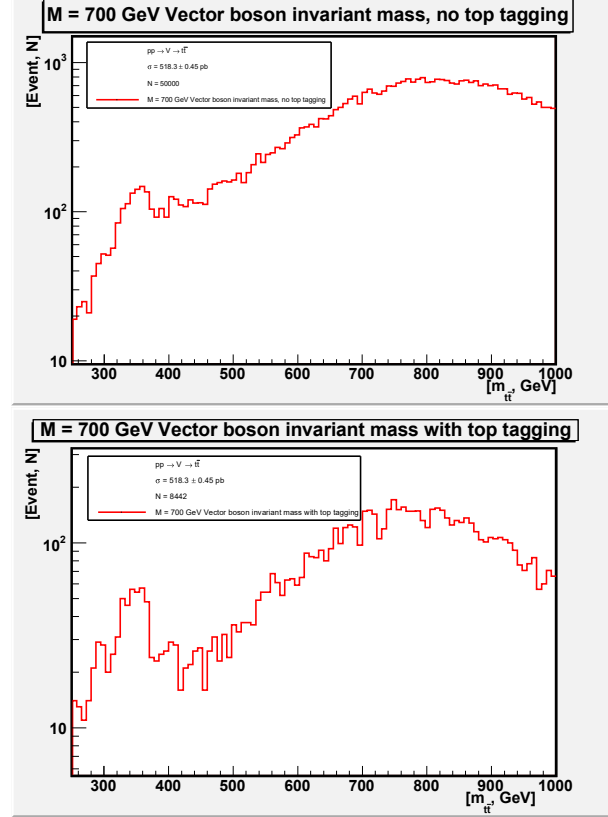 M = 700 GeV Vector boson invariant mass, no top tagging
[Event, N]
pp → V → tt̄
σ = 518.3 ± 0.45 pb
N = 50000
M = 700 GeV Vector boson invariant mass, no top tagging
10³
10²
10
300 400 500 600 700 800 900 1000
[m_tt̄, GeV]
M = 700 GeV Vector boson invariant mass with top tagging
[Event, N]
pp → V → tt̄
σ = 518.3 ± 0.45 pb
N = 8442
M = 700 GeV Vector boson invariant mass with top tagging
10²
10
300 400 500 600 700 800 900 1000
[m_tt̄, GeV]